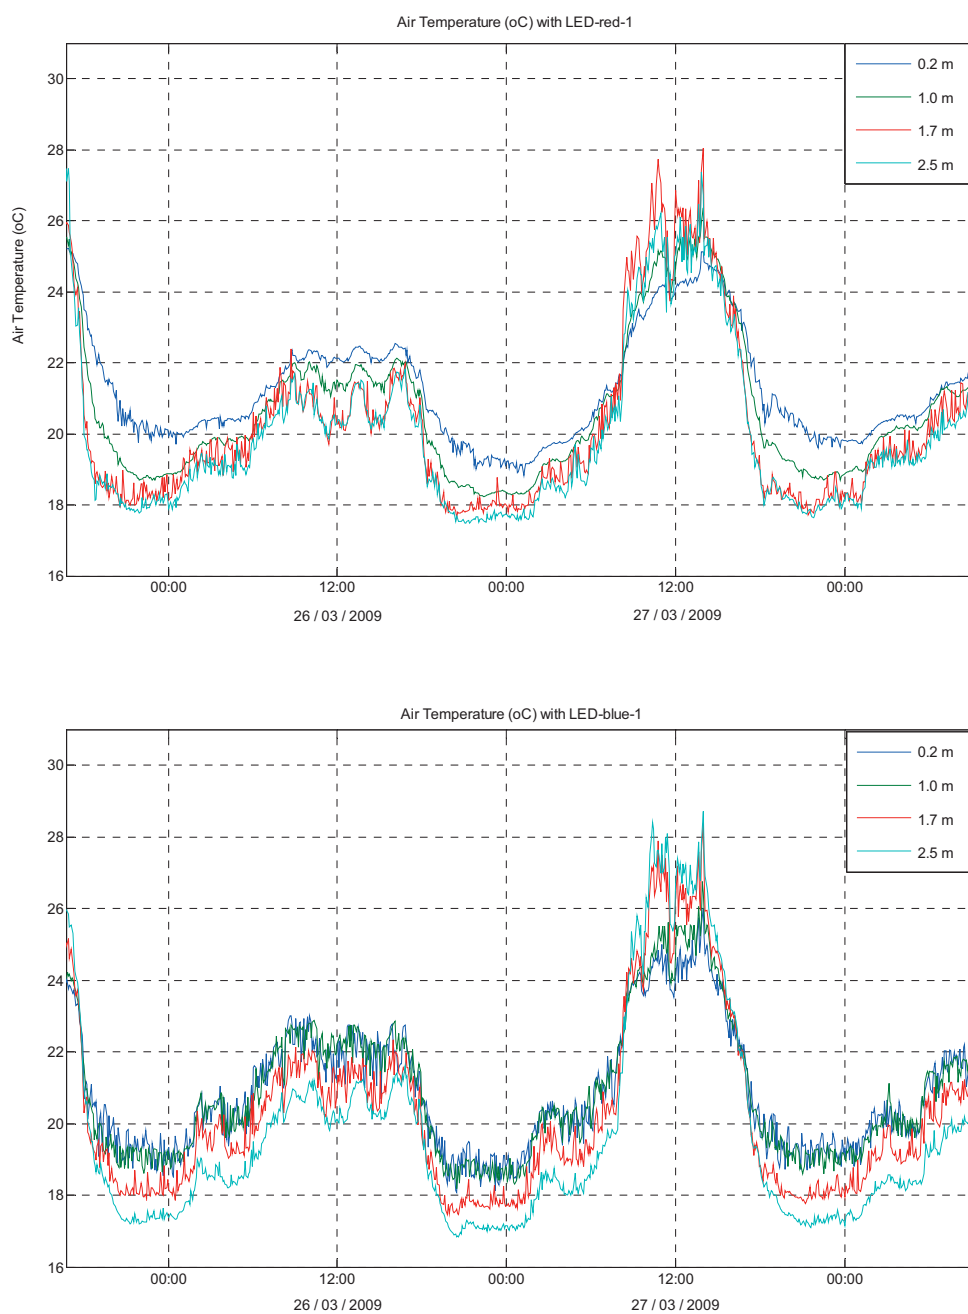 Air Temperature (oC) with LED-red-1
Air Temperature (oC)
30
28
26
24
22
20
18
16
0.2 m
1.0 m
1.7 m
2.5 m
00:00
12:00
00:00
12:00
00:00
26 / 03 / 2009
27 / 03 / 2009
Air Temperature (oC) with LED-blue-1
30
28
26
24
22
20
18
16
0.2 m
1.0 m
1.7 m
2.5 m
00:00
12:00
00:00
12:00
00:00
26 / 03 / 2009
27 / 03 / 2009